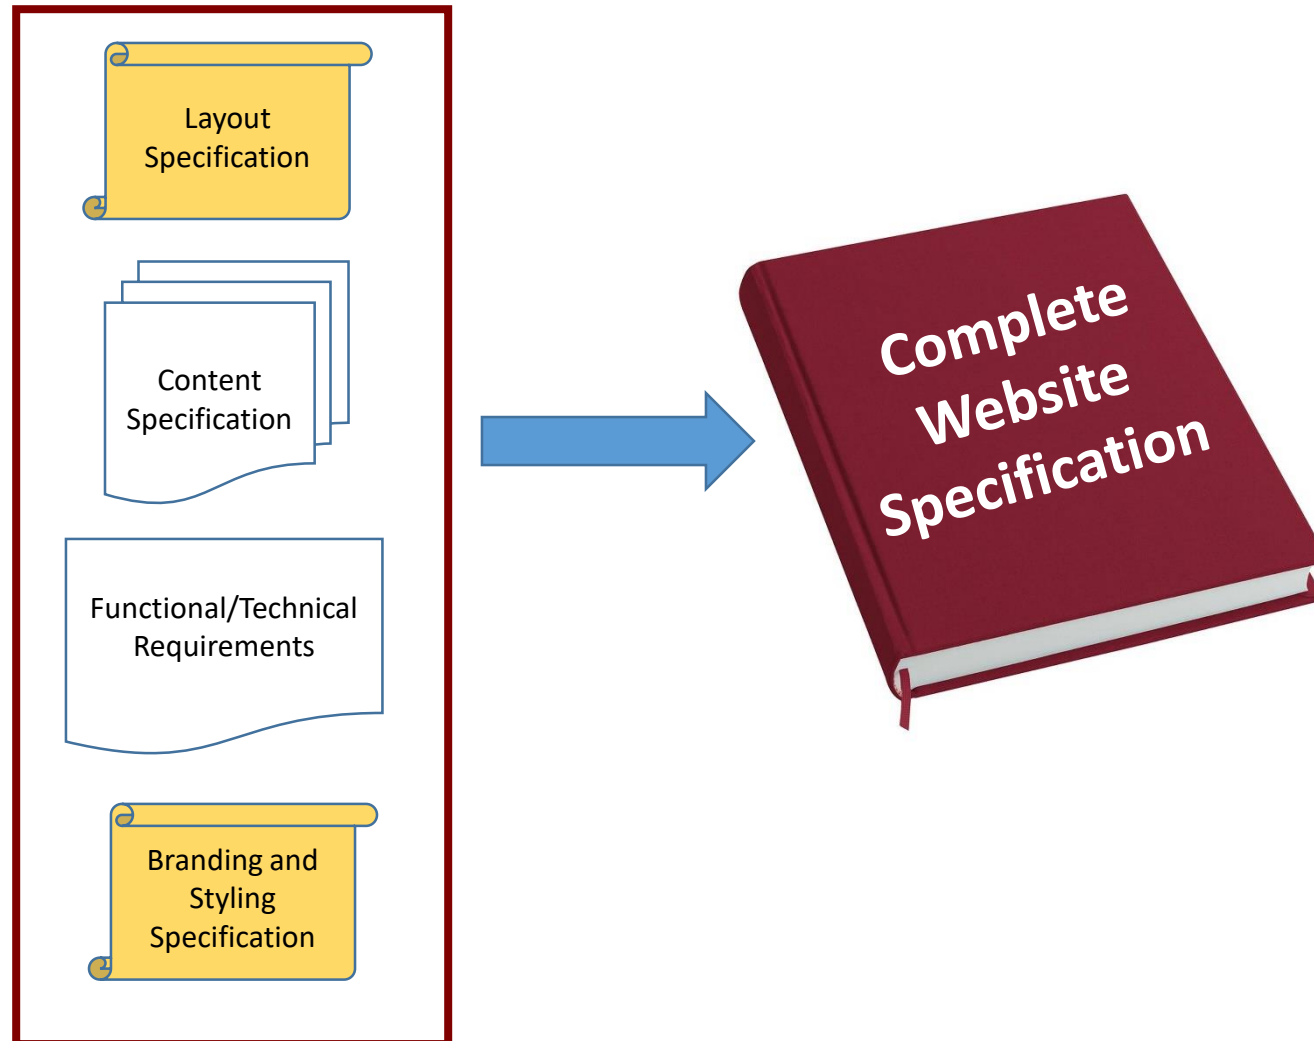 Layout
Specification
Content
Specification
Functional/Technical
Requirements
Branding and
Styling
Specification
Complete
Website
Specification